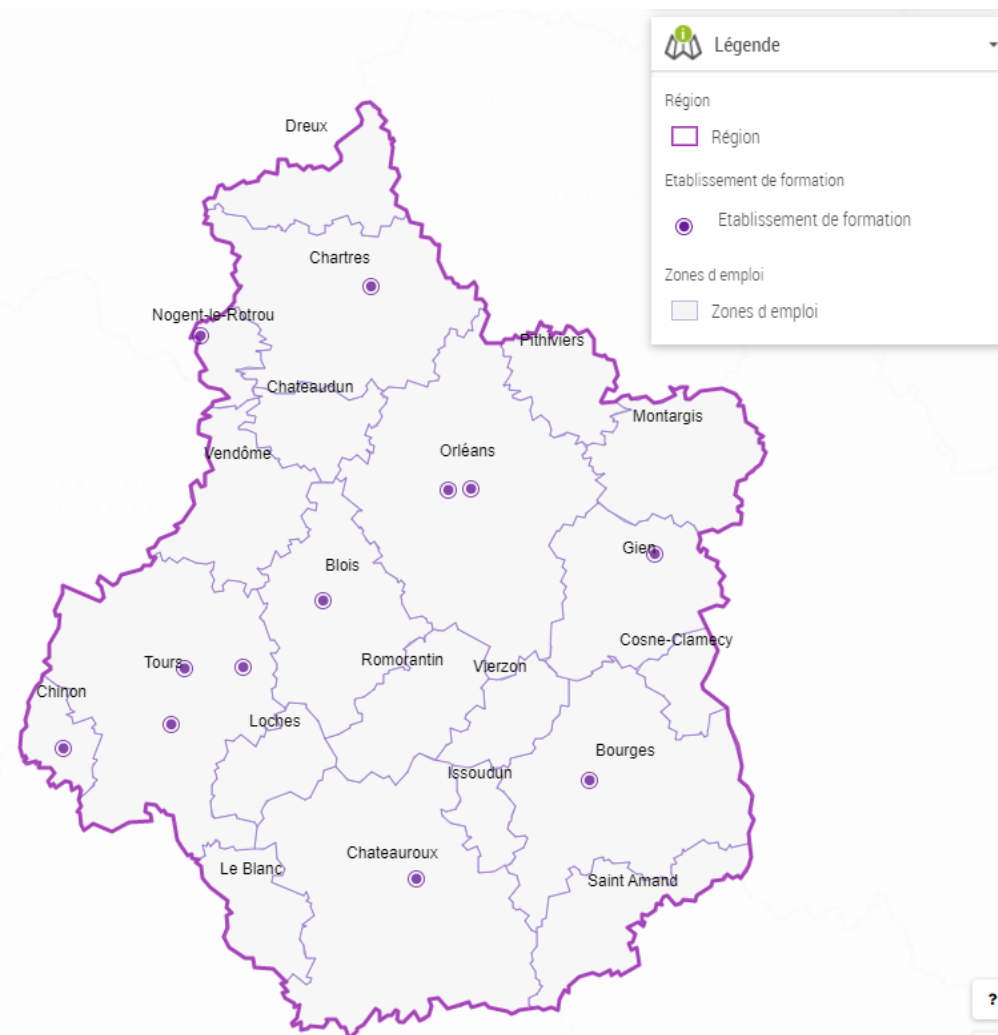 Légende
Région
Région
Etablissement de formation
Etablissement de formation
Zones d emploi
Zones d emploi
Dreux
Chartres
Nogent-le-Rotrou
Pithiviers
Chateaudun
Montargis
Vendôme
Orléans
Gien
Blois
Cosne-Clamecy
Romorantin
Vierzon
Tours
Chinon
Loches
Bourges
Issoudun
Chateauroux
Le Blanc
Saint Amand
?